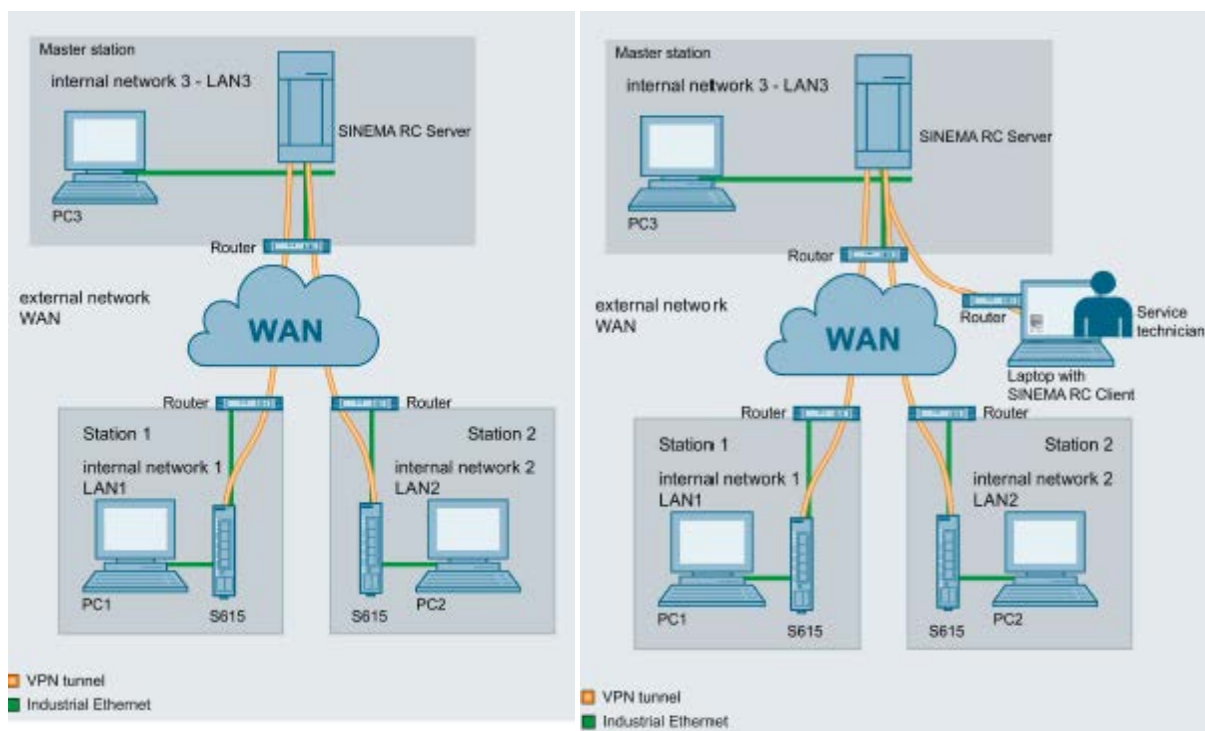 Master station
internal network 3 - LAN3
SINEMA RC Server
PC3
Router
external network
WAN
WAN
Router
Router
Station 1
Station 2
internal network 1
LAN1
internal network 2
LAN2
PC1
S615
S615
PC2
VPN tunnel
Industrial Ethernet
Master station
internal network 3 - LAN3
SINEMA RC Server
PC3
Router
external network
WAN
WAN
Router
Service
technician
Laptop with
SINEMA RC Client
Router
Router
Station 1
Station 2
internal network 1
LAN1
internal network 2
LAN2
PC1
S615
S615
PC2
VPN tunnel
Industrial Ethernet